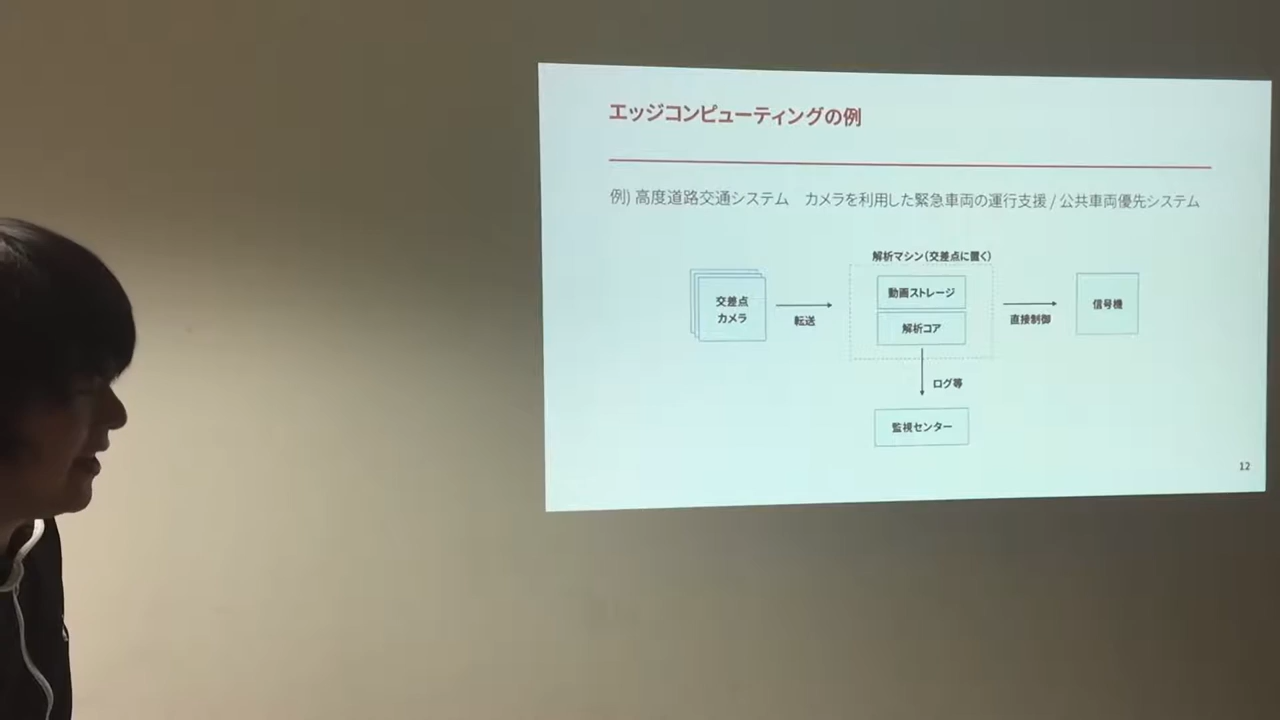 エッジコンピューティングの例
例) 高度道路交通システム　カメラを利用した緊急車両の運行支援 / 公共車両優先システム
解析マシン(交差点に置く)
交差点
カメラ
転送
動画ストレージ
解析コア
直接制御
信号機
ログ等
監視センター
12